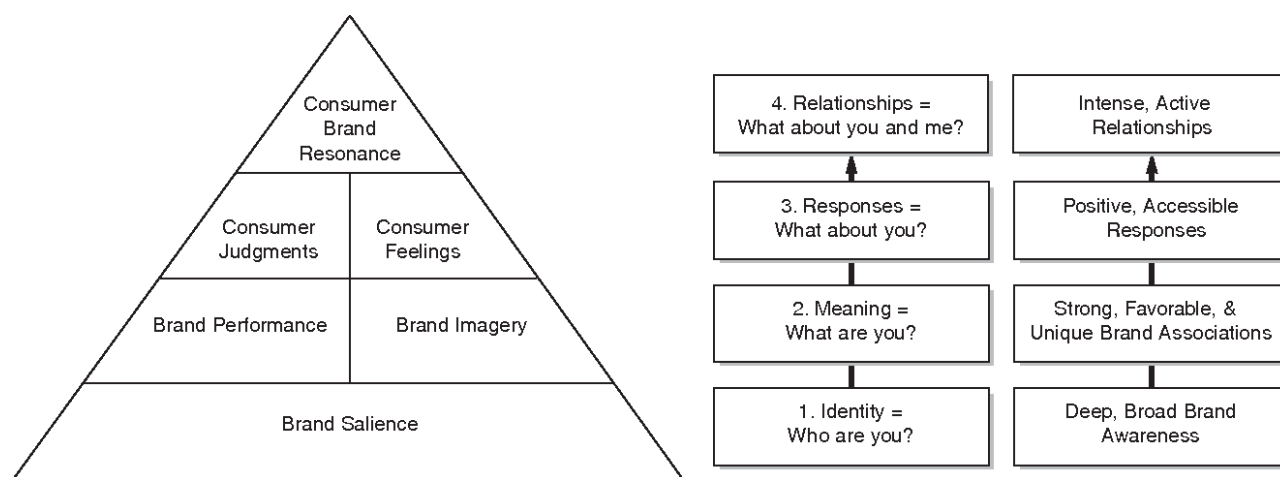 Consumer
Brand
Resonance
Consumer
Judgments
Consumer
Feelings
Brand Performance
Brand Imagery
Brand Salience
4. Relationships =
What about you and me?
3. Responses =
What about you?
2. Meaning =
What are you?
1. Identity =
Who are you?
Intense, Active
Relationships
Positive, Accessible
Responses
Strong, Favorable, &
Unique Brand Associations
Deep, Broad Brand
Awareness